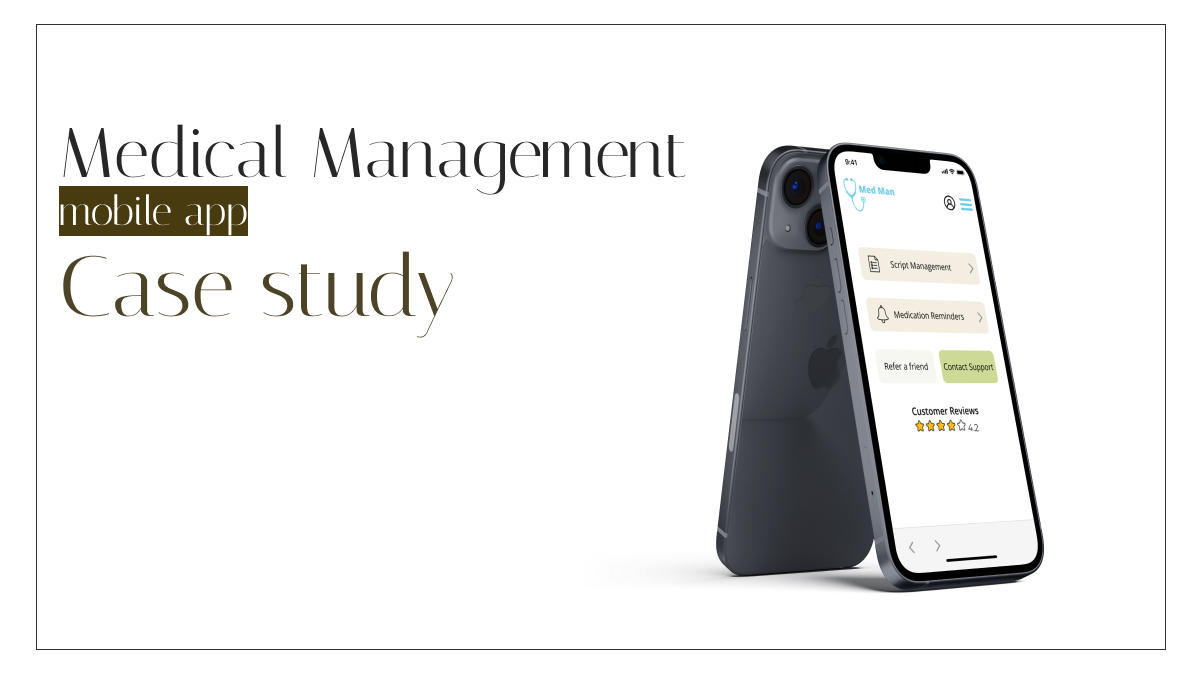 Medical Management
mobile app
Case study
9:41
Med Man
Script Management
Medication Reminders
Refer a friend
Contact Support
Customer Reviews
4.2